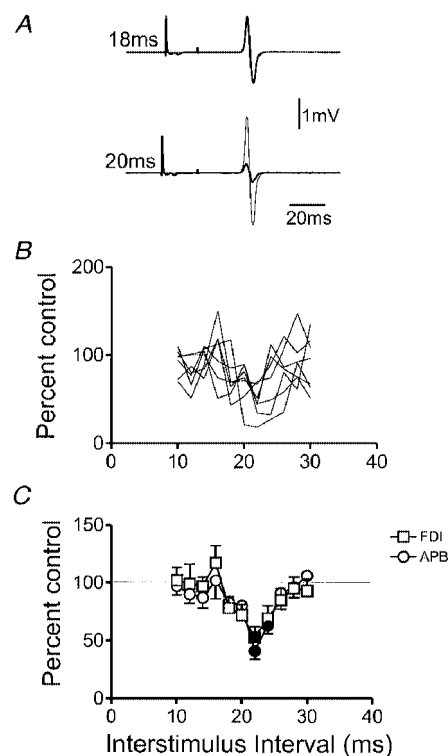 A
18ms
1mV
20ms
20ms
B
200
100
0
Percent control
0 10 20 30 40
C
150
100
50
0
Percent control
FDI
APB
0 10 20 30 40
Interstimulus Interval (ms)